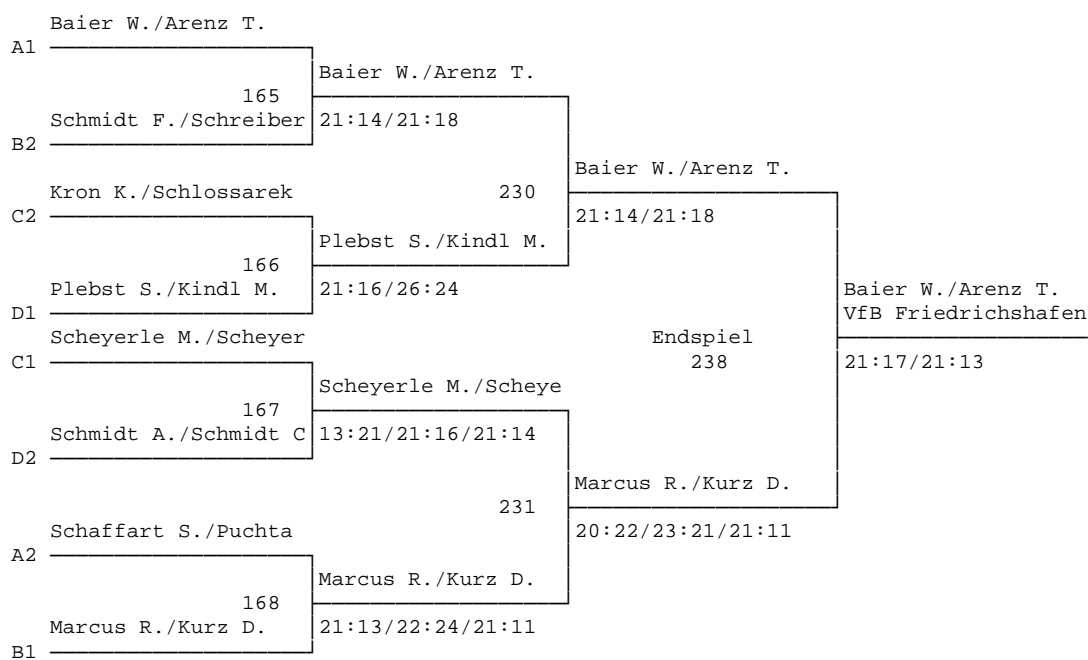 Baier W./Arenz T.
A1
Baier W./Arenz T.
165
Schmidt F./Schreiber 21:14/21:18
B2
Baier W./Arenz T.
Kron K./Schlossarek 230
C2 21:14/21:18
Plebst S./Kindl M.
166
Plebst S./Kindl M. 21:16/26:24 Baier W./Arenz T.
D1 VfB Friedrichshafen
Scheyerle M./Scheyer Endspiel
C1 238 21:17/21:13
Scheyerle M./Scheye
167
Schmidt A./Schmidt C 13:21/21:16/21:14
D2
Marcus R./Kurz D.
231
Schaffart S./Puchta 20:22/23:21/21:11
A2
Marcus R./Kurz D.
168
Marcus R./Kurz D. 21:13/22:24/21:11
B1